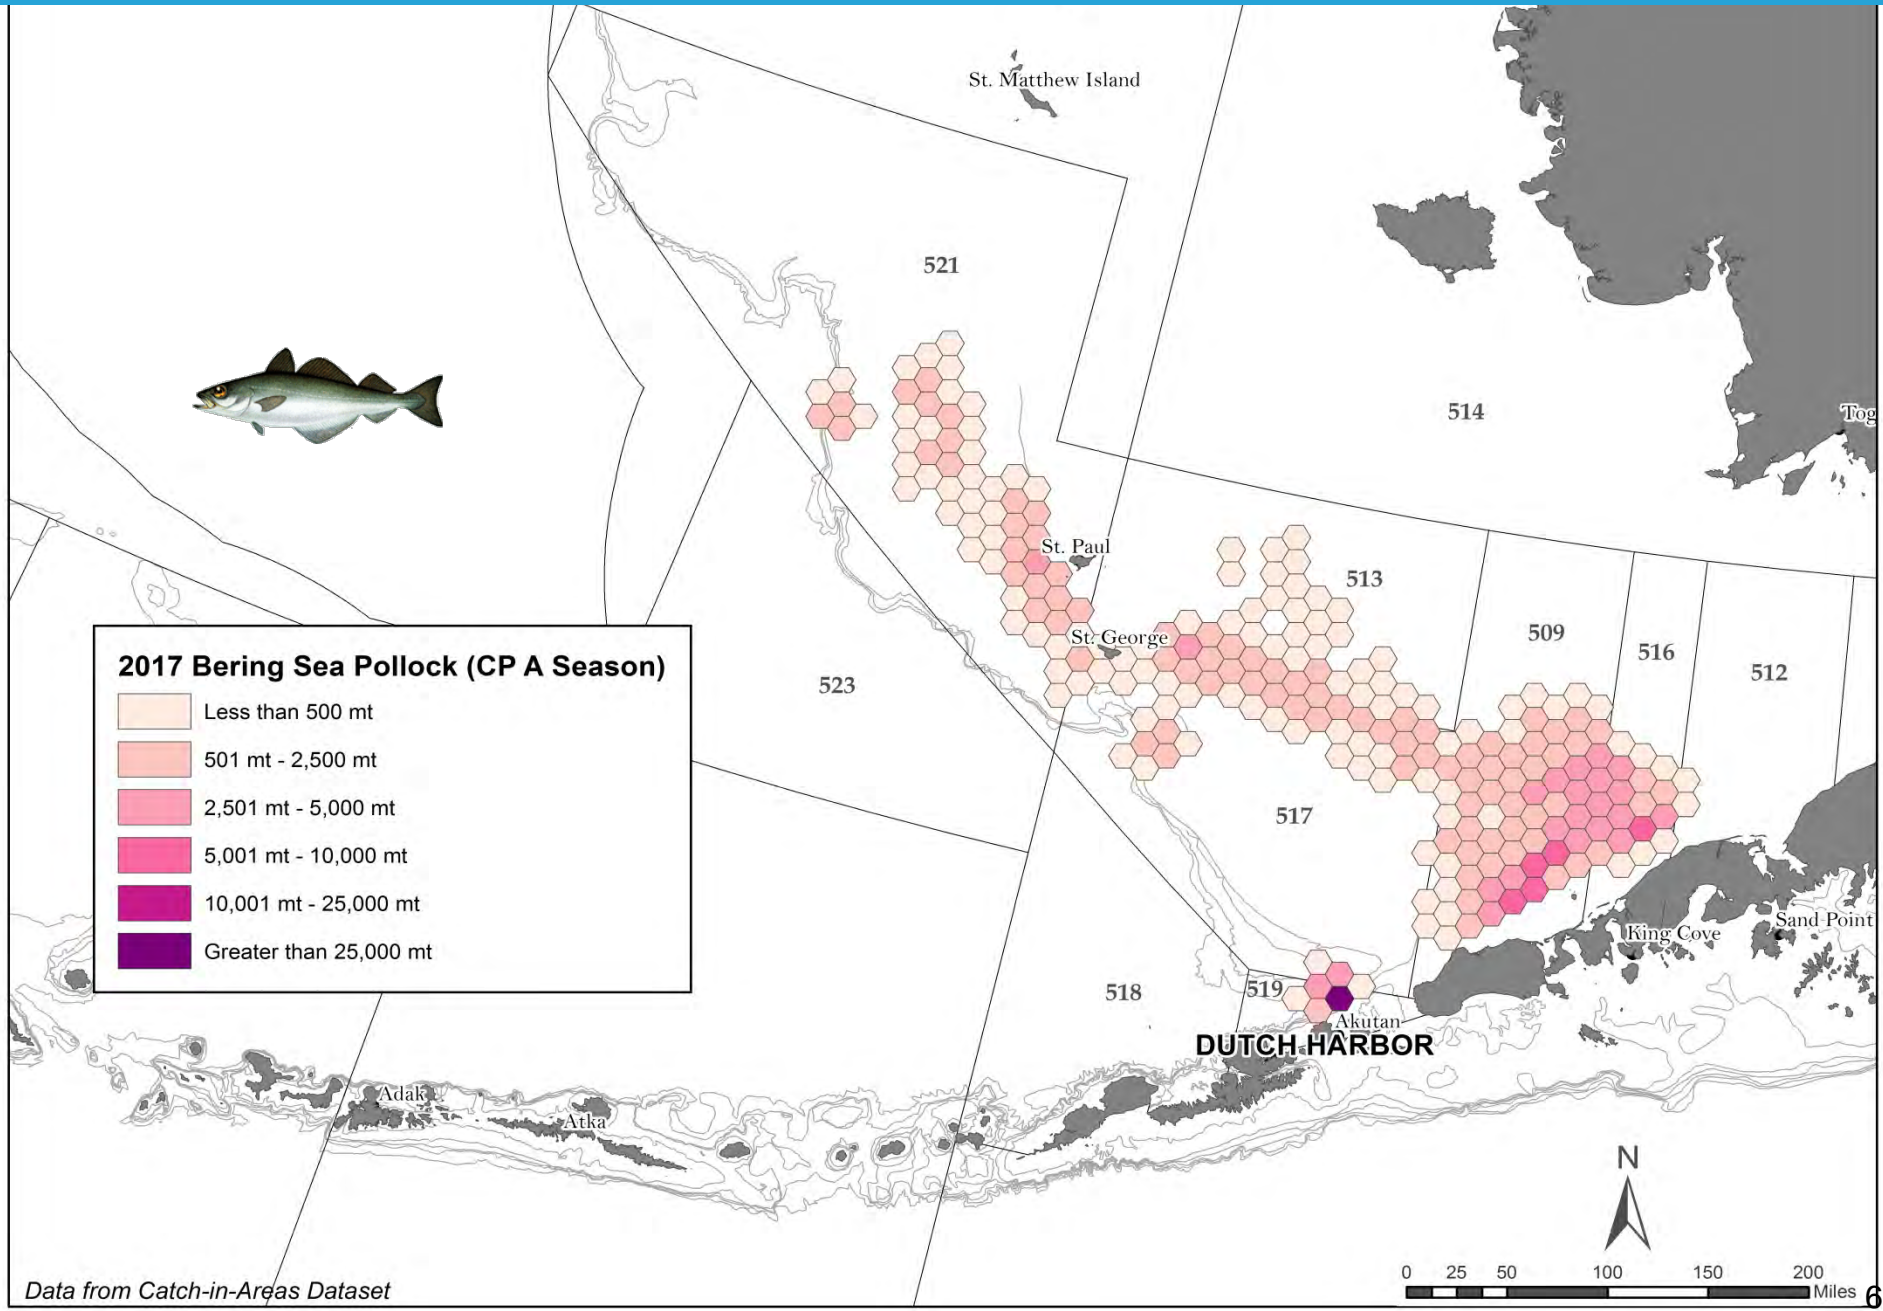 St. Matthew Island
521
514
Tog
St. Paul
513
St. George
509
516
512
523
2017 Bering Sea Pollock (CP A Season)
Less than 500 mt
501 mt - 2,500 mt
2,501 mt - 5,000 mt
5,001 mt - 10,000 mt
10,001 mt - 25,000 mt
Greater than 25,000 mt
517
Sand Point
King Cove
518
519
Akutan
DUTCH HARBOR
Adak
Atka
N
0 25 50 100 150 200
Miles
Data from Catch-in-Areas Dataset
6